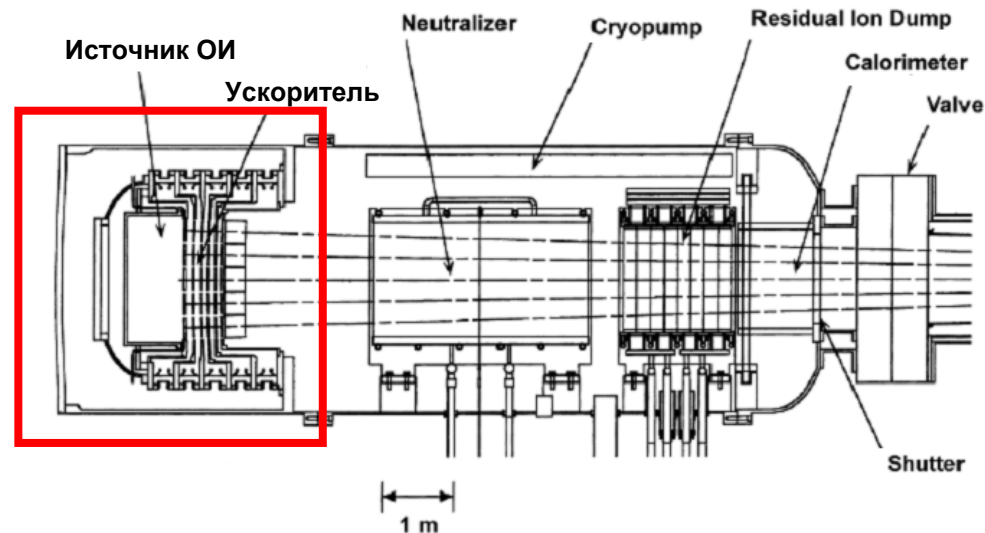 Neutralizer
Cryopump
Residual Ion Dump
Источник ОИ
Calorimeter
Ускоритель
Valve
Shutter
1 m